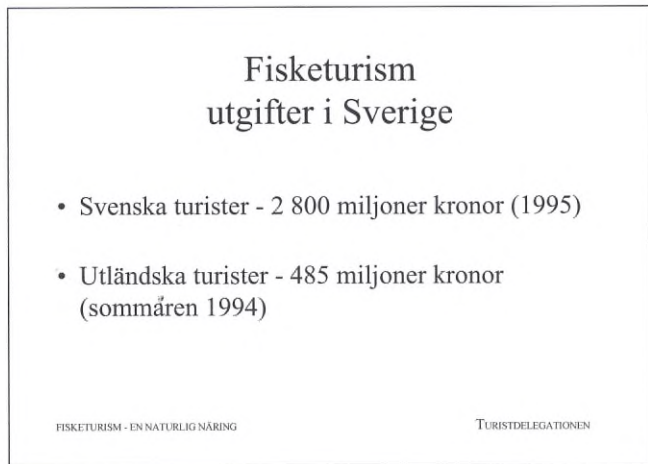 Fisketurism
utgifter i Sverige
• Svenska turister - 2 800 miljoner kronor (1995)
• Utländska turister - 485 miljoner kronor
(sommaren 1994)
FISKETURISM - EN NATURLIG NÄRING
TURISTDELEGATIONEN